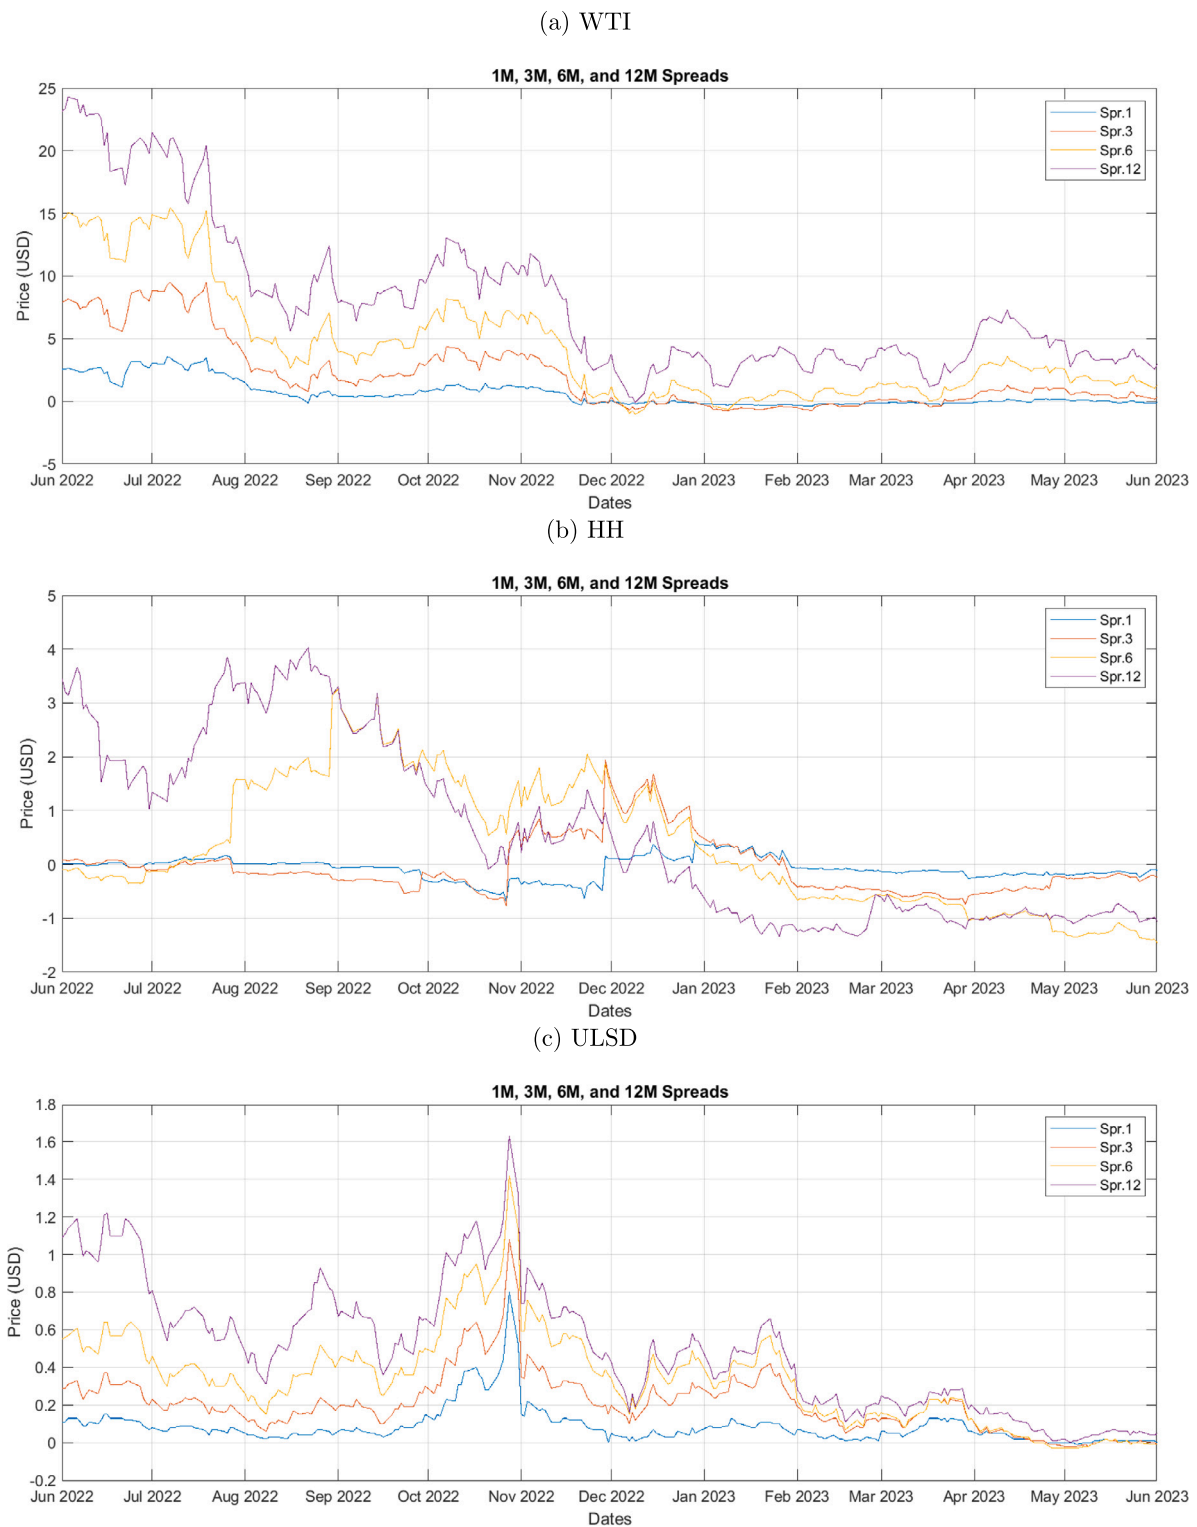 (a) WTI
1M, 3M, 6M, and 12M Spreads
25
20
15
10
5
0
-5
Price (USD)
Spr.1
Spr.3
Spr.6
Spr.12
Jun 2022 Jul 2022 Aug 2022 Sep 2022 Oct 2022 Nov 2022 Dec 2022 Jan 2023 Feb 2023 Mar 2023 Apr 2023 May 2023 Jun 2023
Dates
(b) HH
1M, 3M, 6M, and 12M Spreads
5
4
3
2
1
0
-1
-2
Price (USD)
Spr.1
Spr.3
Spr.6
Spr.12
Jun 2022 Jul 2022 Aug 2022 Sep 2022 Oct 2022 Nov 2022 Dec 2022 Jan 2023 Feb 2023 Mar 2023 Apr 2023 May 2023 Jun 2023
Dates
(c) ULSD
1M, 3M, 6M, and 12M Spreads
1.8
1.6
1.4
1.2
1
0.8
0.6
0.4
0.2
0
-0.2
Price (USD)
Spr.1
Spr.3
Spr.6
Spr.12
Jun 2022 Jul 2022 Aug 2022 Sep 2022 Oct 2022 Nov 2022 Dec 2022 Jan 2023 Feb 2023 Mar 2023 Apr 2023 May 2023 Jun 2023
Dates